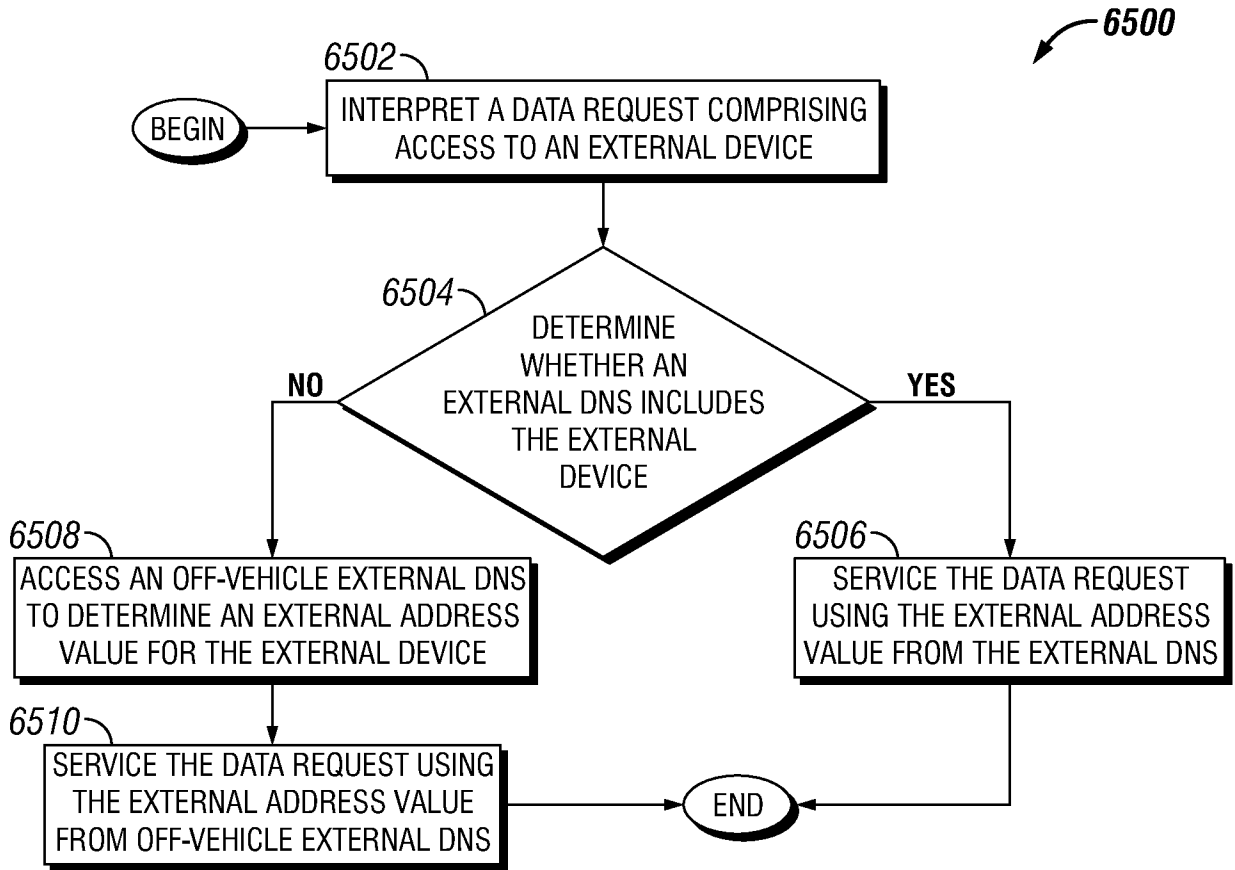 6500
6502
BEGIN
INTERPRET A DATA REQUEST COMPRISING
ACCESS TO AN EXTERNAL DEVICE
6504
DETERMINE
WHETHER AN
EXTERNAL DNS INCLUDES
THE EXTERNAL
DEVICE
NO
YES
6508
ACCESS AN OFF-VEHICLE EXTERNAL DNS
TO DETERMINE AN EXTERNAL ADDRESS
VALUE FOR THE EXTERNAL DEVICE
6506
SERVICE THE DATA REQUEST
USING THE EXTERNAL ADDRESS
VALUE FROM THE EXTERNAL DNS
6510
SERVICE THE DATA REQUEST USING
THE EXTERNAL ADDRESS VALUE
FROM OFF-VEHICLE EXTERNAL DNS
END